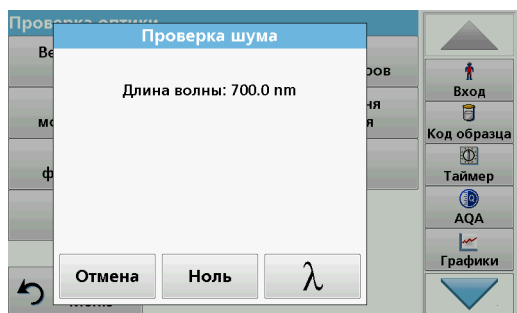 Проверка оптики
Проверка шума
Длина волны: 700.0 nm
Отмена
Ноль
λ
Вход
Код образца
Таймер
AQA
Графики